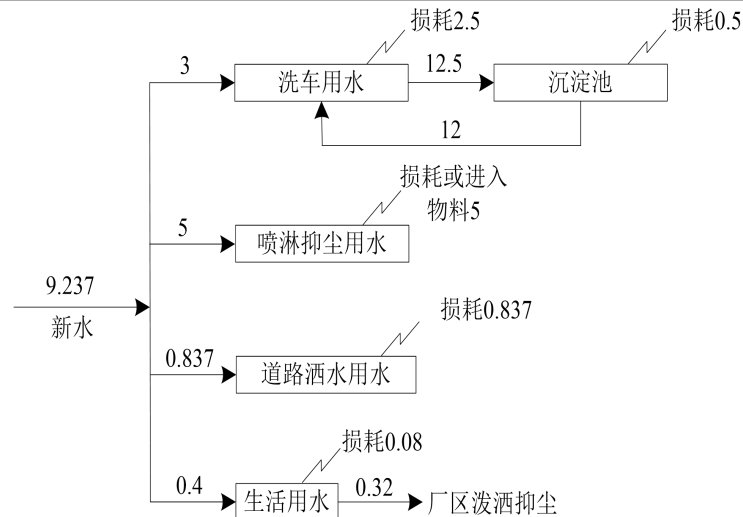 损耗2.5
损耗0.5
3
洗车用水
12.5
沉淀池
12
损耗或进入
物料5
5
喷淋抑尘用水
9.237
新水
损耗0.837
0.837
道路洒水用水
损耗0.08
0.4
生活用水
0.32
厂区泼洒抑尘